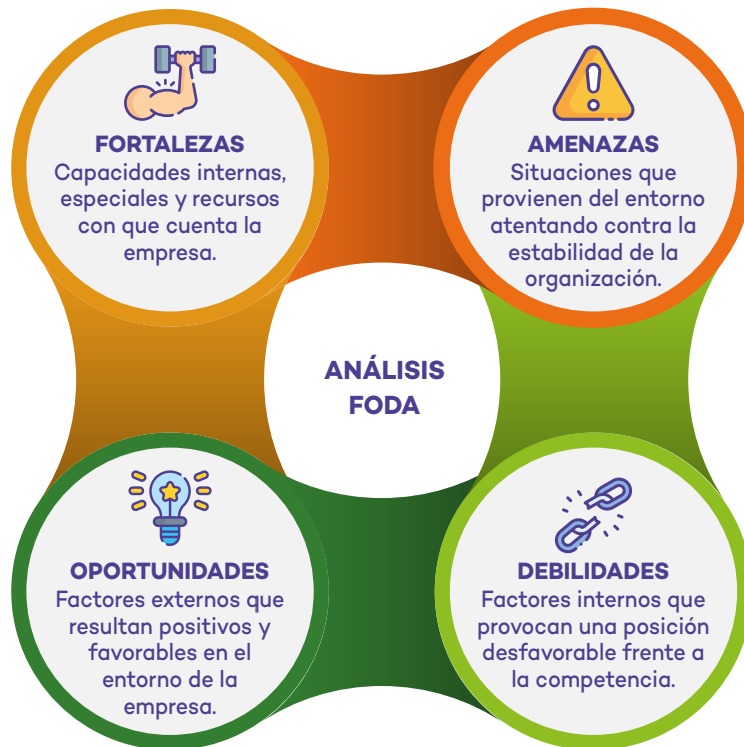 FORTALEZAS
Capacidades internas,
especiales y recursos
con que cuenta la
empresa.
AMENAZAS
Situaciones que
provienen del entorno
atentando contra la
estabilidad de la
organización.
ANÁLISIS
FODA
OPORTUNIDADES
Factores externos que
resultan positivos y
favorables en el
entorno de la
empresa.
DEBILIDADES
Factores internos que
provocan una posición
desfavorable frente a
la competencia.